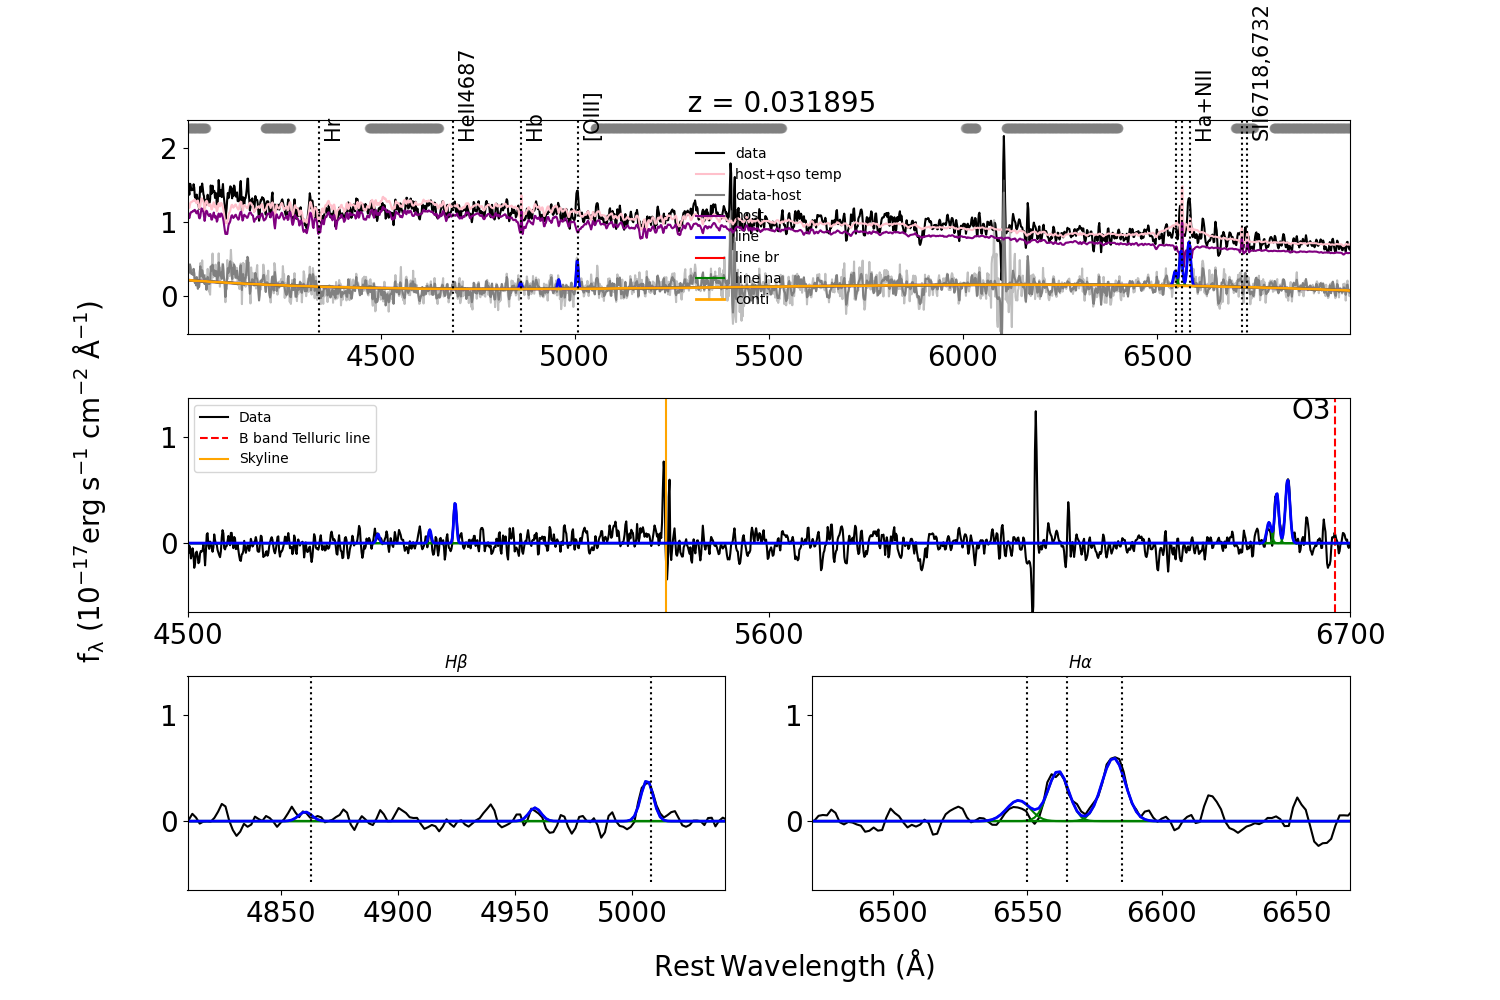 z = 0.031895
Hr
HeII4687
Hb
[OIII]
Ha+NII
SII6718,6732
data
host+qso temp
data-host
host
line
line br
line na
conti
2
1
0
4500
5000
5500
6000
6500
Data
B band Telluric line
Skyline
O3
1
0
4500
5600
6700
fλ (10−17erg s−1 cm−2 Å−1)
Hβ
1
0
4850
4900
4950
5000
Hα
1
0
6500
6550
6600
6650
Rest Wavelength (Å)